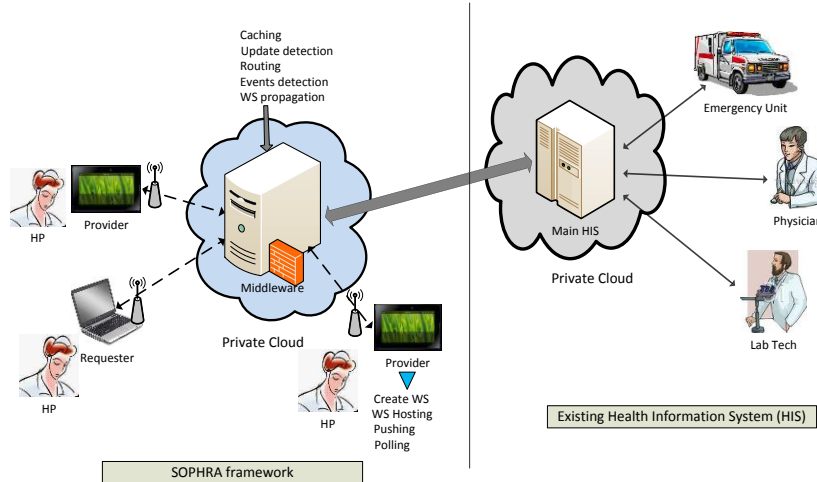 Caching
Update detection
Routing
Events detection
WS propagation
HP
Provider
Middleware
Private Cloud
Requester
HP
HP
Provider
Create WS
WS Hosting
Pushing
Polling
SOPHRA framework
Main HIS
Private Cloud
Emergency Unit
Physician
Lab Tech
Existing Health Information System (HIS)